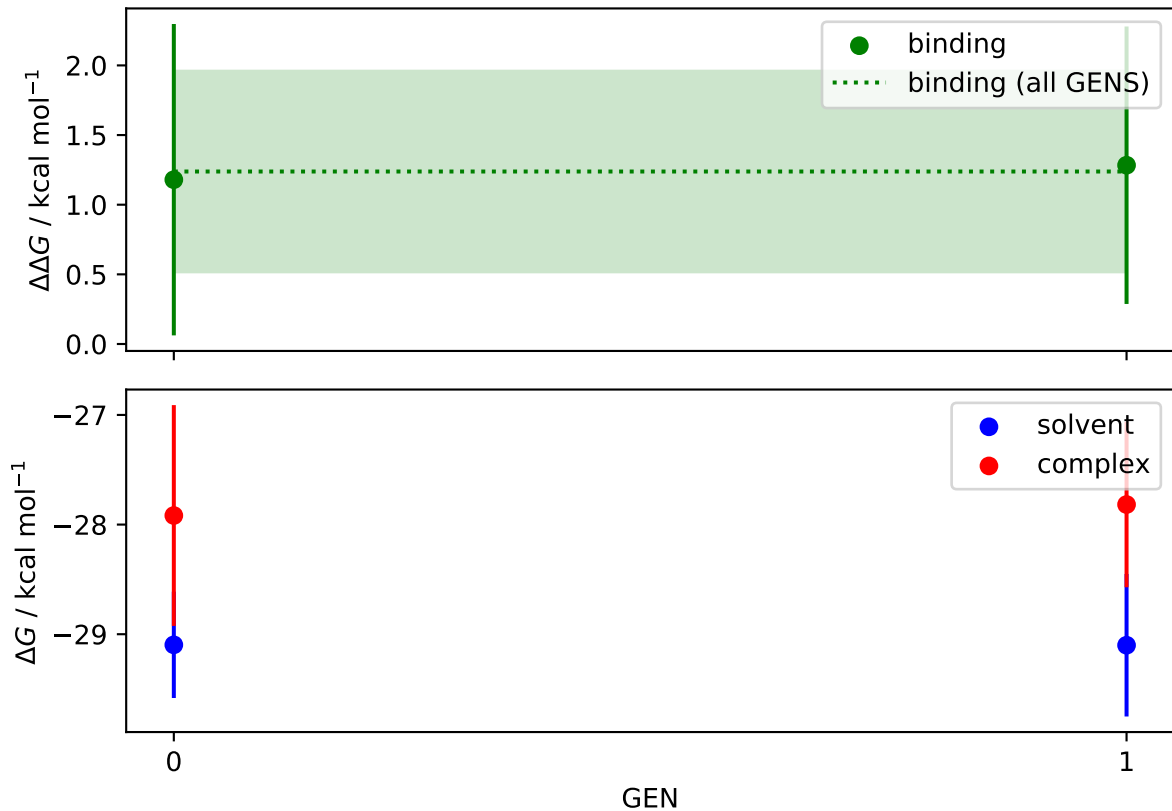 ΔΔG / kcal mol⁻¹
2.0
1.5
1.0
0.5
0.0
binding
binding (all GENS)
ΔG / kcal mol⁻¹
−27
−28
−29
solvent
complex
0
1
GEN